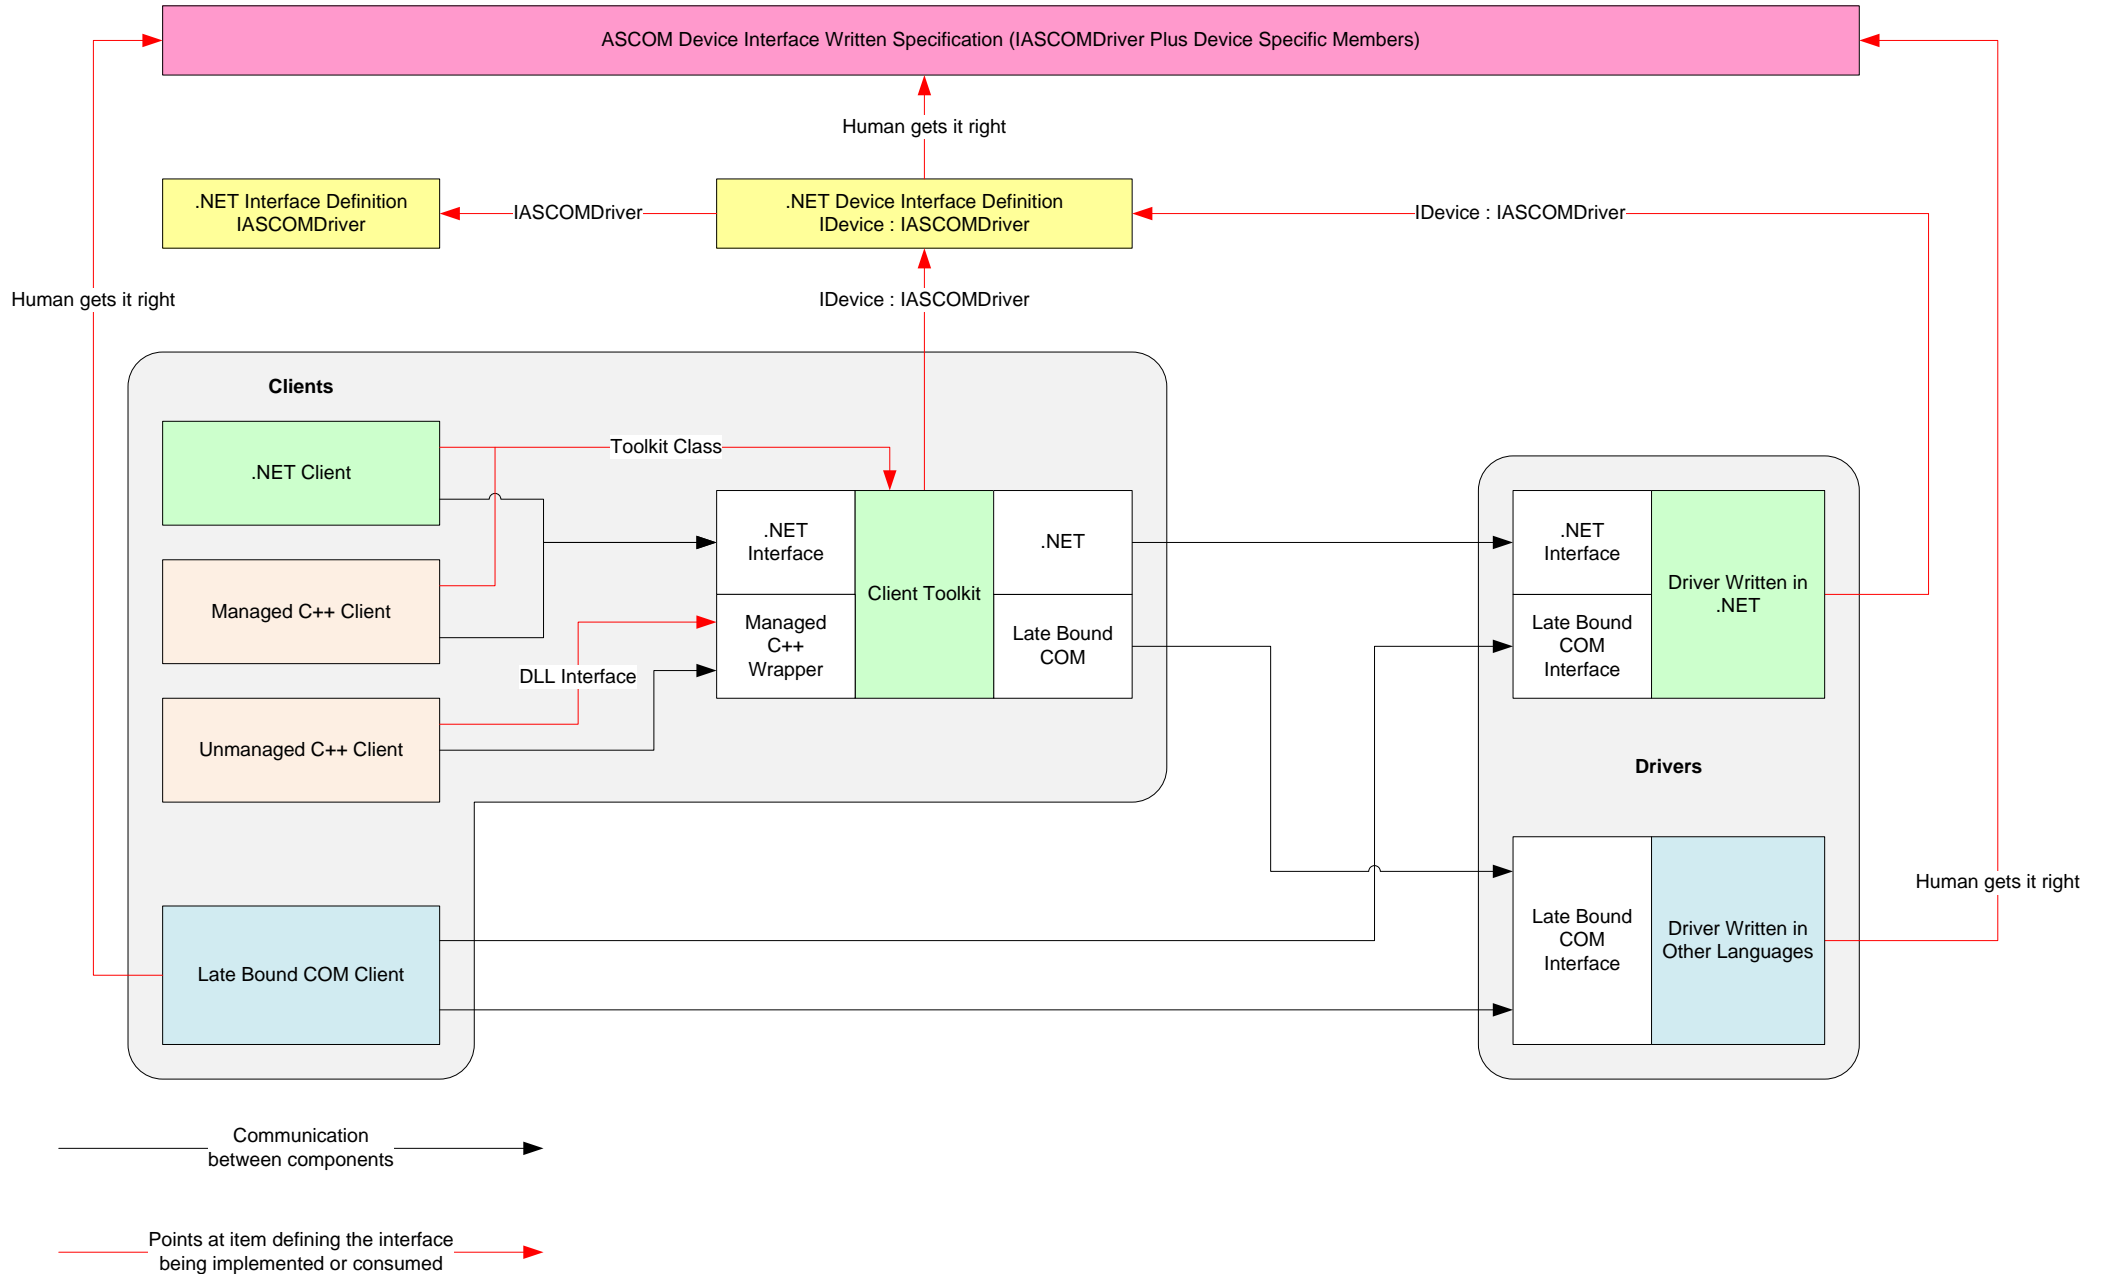 ASCOM Device Interface Written Specification (IASCOMDriver Plus Device Specific Members)
Human gets it right
.NET Interface Definition
IASCOMDriver
IASCOMDriver
.NET Device Interface Definition
IDevice : IASCOMDriver
IDevice : IASCOMDriver
Human gets it right
IDevice : IASCOMDriver
Clients
.NET Client
Toolkit Class
Managed C++ Client
Unmanaged C++ Client
DLL Interface
.NET
Interface
Managed
C++
Wrapper
Client Toolkit
.NET
Late Bound
COM
Late Bound COM Client
.NET
Interface
Late Bound
COM
Interface
Driver Written in
.NET
Drivers
Late Bound
COM
Interface
Driver Written in
Other Languages
Human gets it right
Communication
between components
Points at item defining the interface
being implemented or consumed